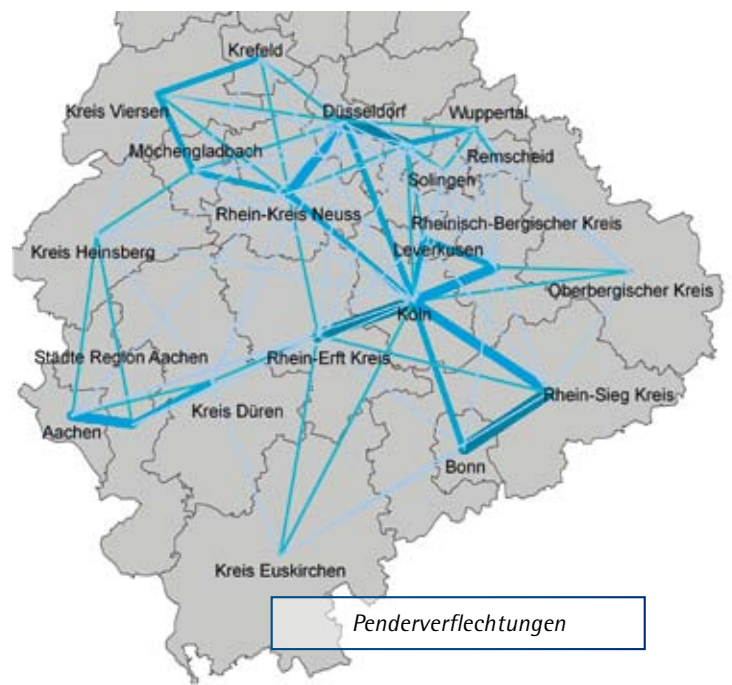 Krefeld
Kreis Viersen
Düsseldorf
Wuppertal
Möchengladbach
Remscheid
Solingen
Rhein-Kreis Neuss
Rheinisch-Bergischer Kreis
Kreis Heinsberg
Leverkusen
Oberbergischer Kreis
Köln
Städte Region Aachen
Rhein-Erft Kreis
Rhein-Sieg Kreis
Kreis Düren
Aachen
Bonn
Kreis Euskirchen
Penderverflechtungen